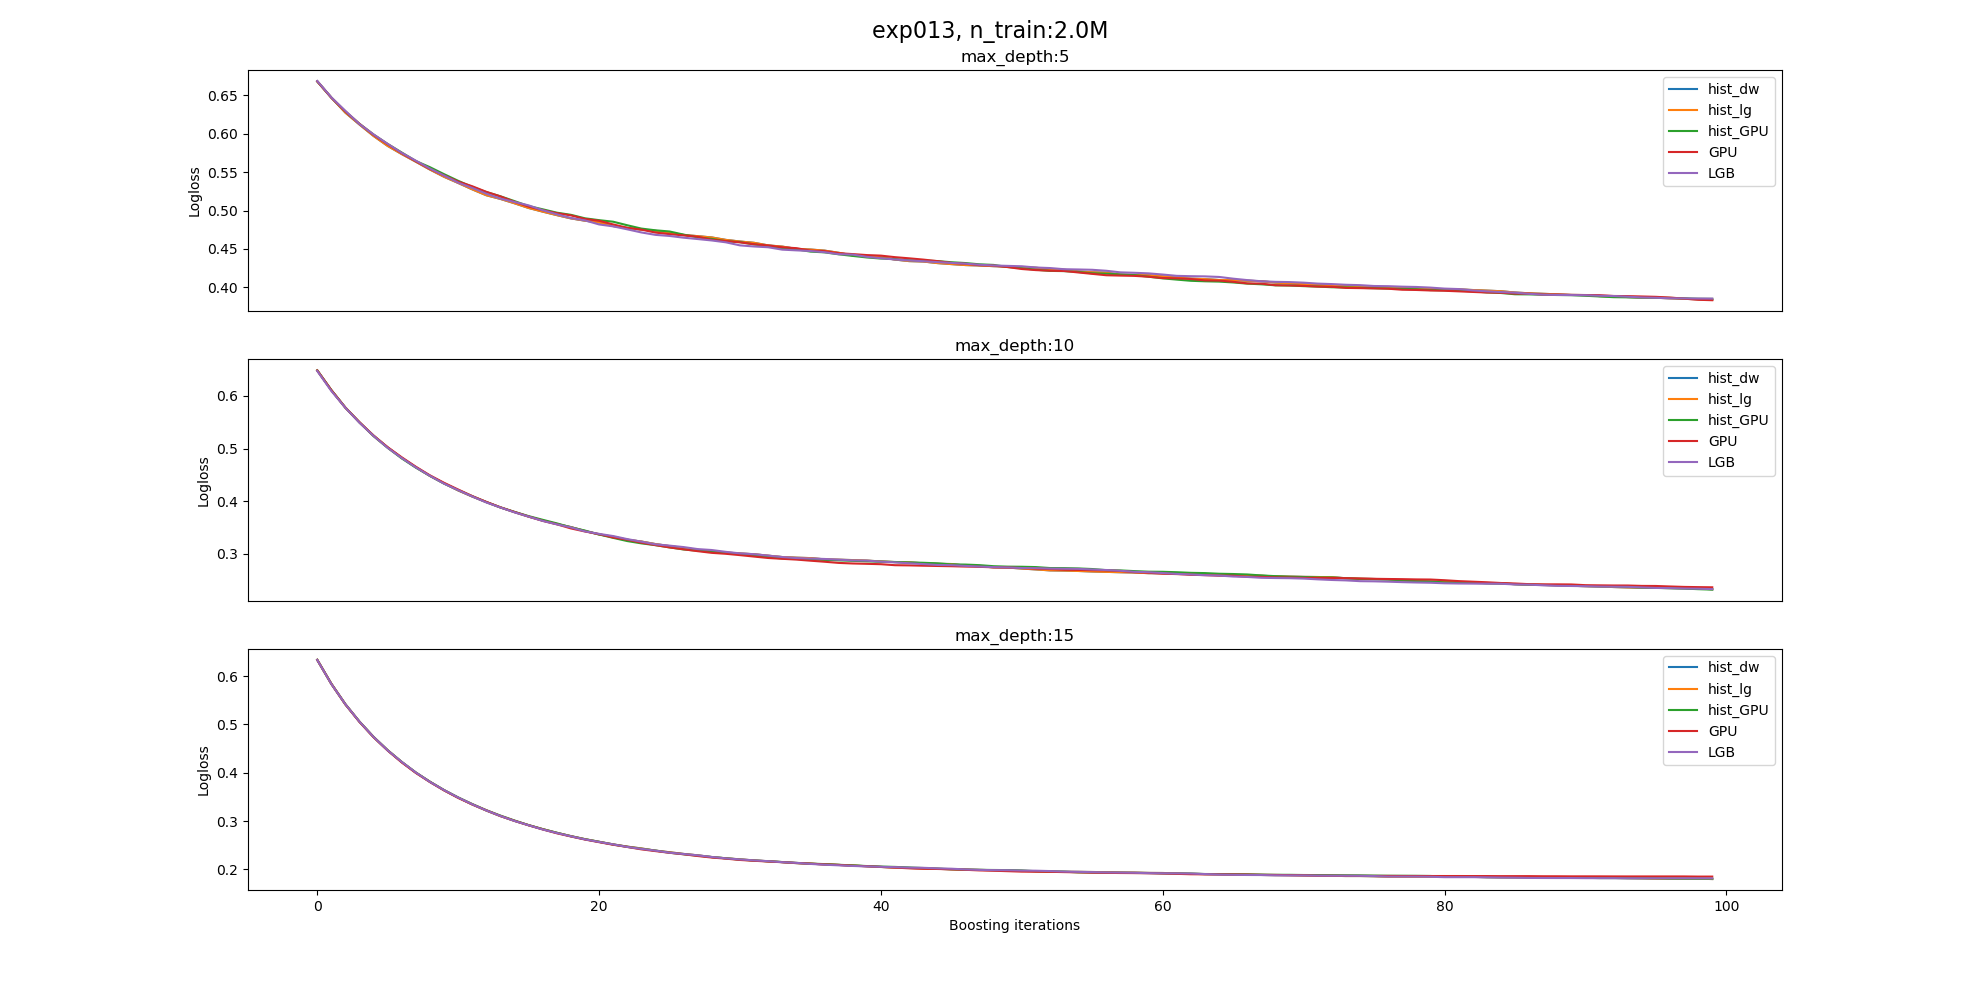 exp013, n_train:2.0M
max_depth:5
0.65
0.60
0.55
0.50
0.45
0.40
Logloss
hist_dw
hist_lg
hist_GPU
GPU
LGB
max_depth:10
0.6
0.5
0.4
0.3
Logloss
hist_dw
hist_lg
hist_GPU
GPU
LGB
max_depth:15
0.6
0.5
0.4
0.3
0.2
Logloss
hist_dw
hist_lg
hist_GPU
GPU
LGB
0 20 40 60 80 100
Boosting iterations